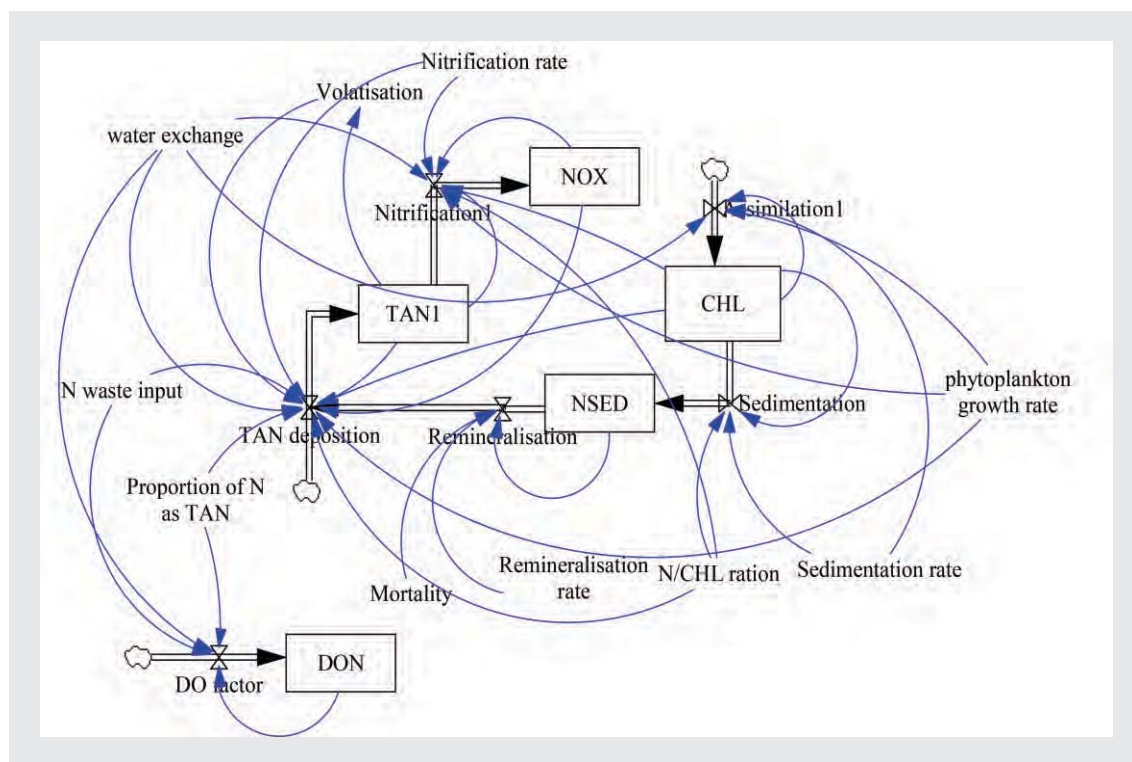 Nitrification rate
Volatisation
water exchange
NOX
Nitrification1
Assimilation1
TAN1
CHL
N waste input
NSED
phytoplankton
growth rate
Sedimentation
TAN deposition
Remineralisation
Proportion of N
as TAN
Remineralisation
rate
N/CHL ration
Sedimentation rate
Mortality
DON
DO factor